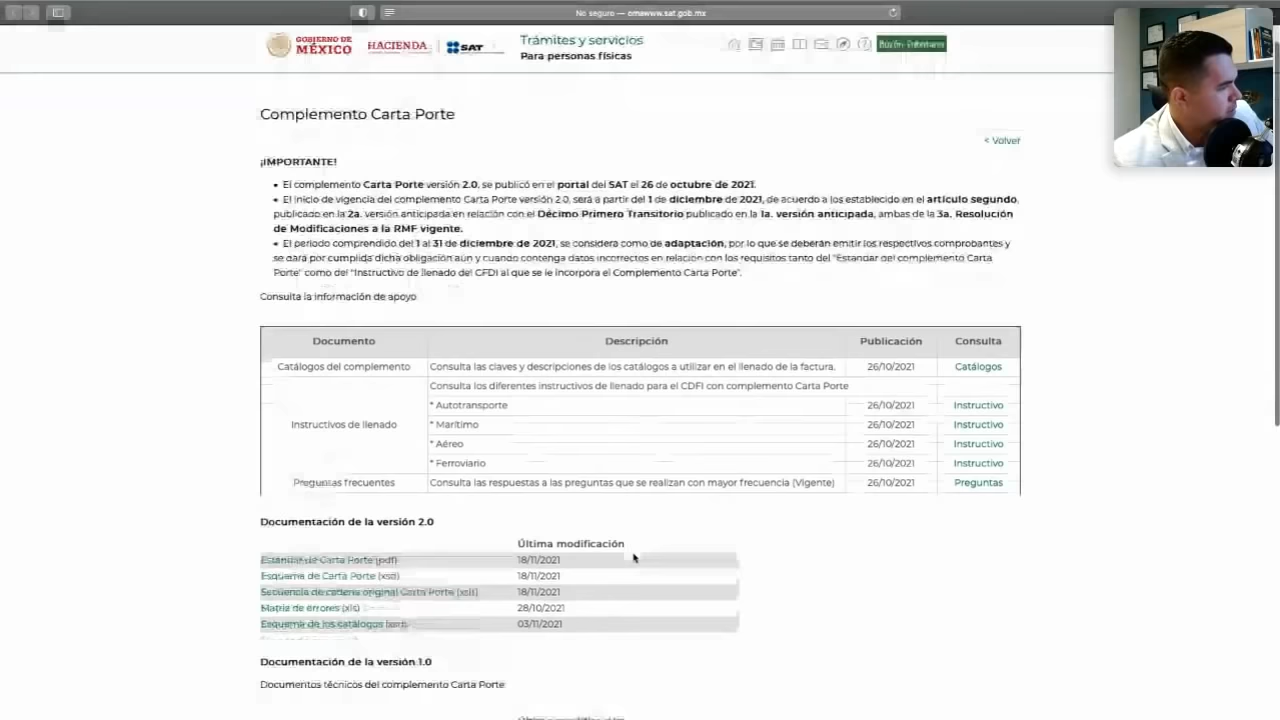 No seguro — omawww.sat.gob.mx
GOBIERNO DE
MÉXICO
HACIENDA
SAT
Trámites y servicios
Para personas físicas
Buzón Tributario
Complemento Carta Porte
< Volver
¡IMPORTANTE!
• El complemento Carta Porte versión 2.0, se publicó en el portal del SAT el 26 de octubre de 2021.
• El inicio de vigencia del complemento Carta Porte versión 2.0, será a partir del 1 de diciembre de 2021, de acuerdo a los establecido en el artículo segundo,
publicado en la 2a. versión anticipada en relación con el Décimo Primero Transitorio publicado en la 1a. versión anticipada, ambas de la 3a. Resolución
de Modificaciones a la RMF vigente.
• El periodo comprendido del 1 al 31 de diciembre de 2021, se considera como de adaptación, por lo que se deberán emitir los respectivos comprobantes y
se dará por cumplida dicha obligación aún y cuando contenga datos incorrectos en relación con los requisitos tanto del "Estándar del complemento Carta
Porte" como del "Instructivo de llenado del CFDI al que se le incorpora el Complemento Carta Porte".
Consulta la información de apoyo
Documento Descripción Publicación Consulta
Catálogos del complemento Consulta las claves y descripciones de los catálogos a utilizar en el llenado de la factura. 26/10/2021 Catálogos
Consulta los diferentes instructivos de llenado para el CDFI con complemento Carta Porte
* Autotransporte 26/10/2021 Instructivo
Instructivos de llenado * Marítimo 26/10/2021 Instructivo
* Aéreo 26/10/2021 Instructivo
* Ferroviario 26/10/2021 Instructivo
Preguntas frecuentes Consulta las respuestas a las preguntas que se realizan con mayor frecuencia (Vigente) 26/10/2021 Preguntas
Documentación de la versión 2.0
Última modificación
Estándar de Carta Porte (pdf) 18/11/2021
Esquema de Carta Porte (xsd) 18/11/2021
Secuencia de cadena original Carta Porte (xslt) 18/11/2021
Matriz de errores (xls) 28/10/2021
Esquema de los catálogos (xsd) 03/11/2021
Documentación de la versión 1.0
Documentos técnicos del complemento Carta Porte